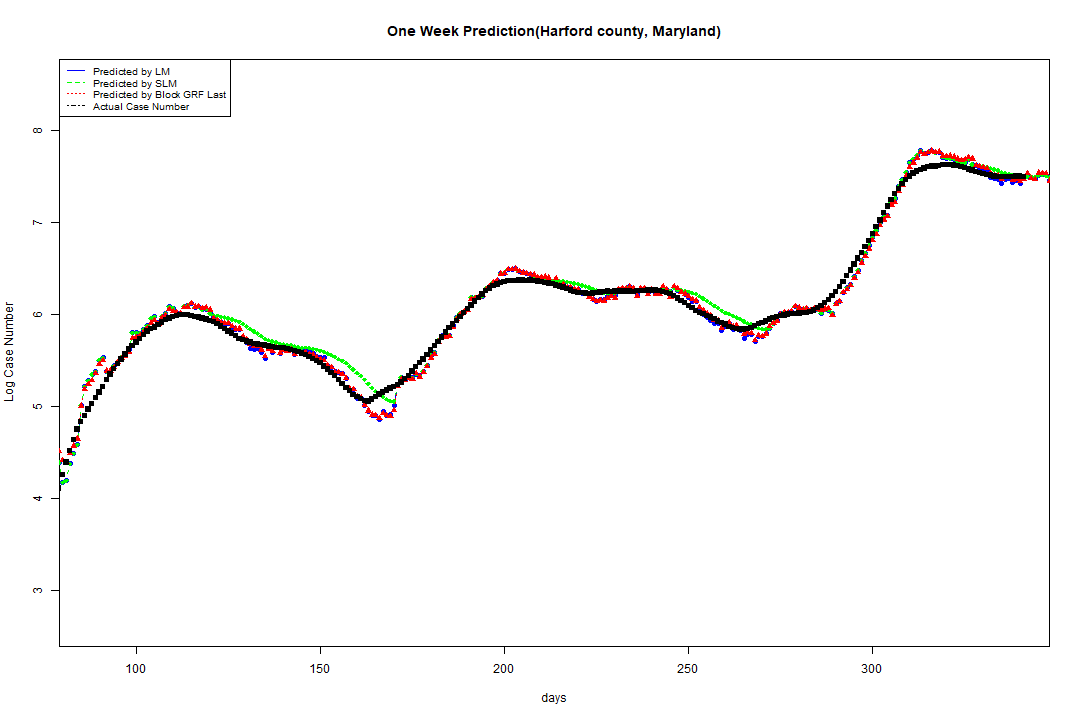 One Week Prediction(Harford county, Maryland)
Predicted by LM
Predicted by SLM
Predicted by Block GRF Last
Actual Case Number
8
7
6
5
4
3
Log Case Number
100 150 200 250 300
days